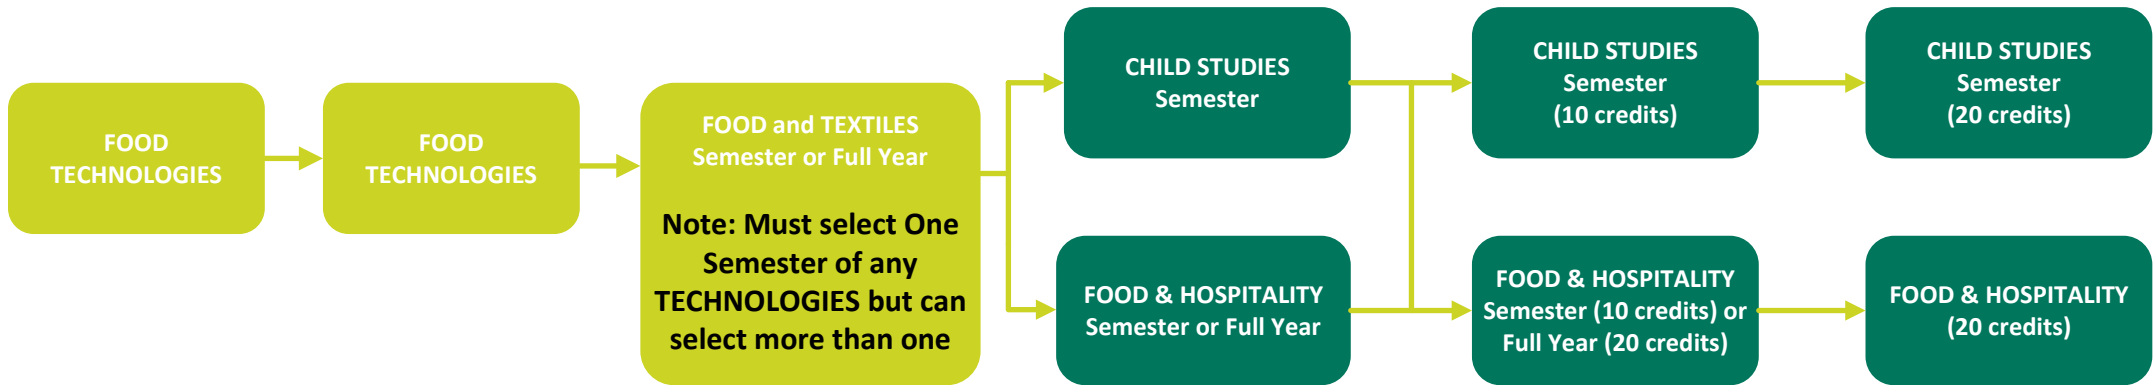 FOOD
TECHNOLOGIES
FOOD
TECHNOLOGIES
FOOD and TEXTILES
Semester or Full Year
Note: Must select One
Semester of any
TECHNOLOGIES but can
select more than one
CHILD STUDIES
Semester
FOOD & HOSPITALITY
Semester or Full Year
CHILD STUDIES
Semester
(10 credits)
FOOD & HOSPITALITY
Semester (10 credits) or
Full Year (20 credits)
CHILD STUDIES
Semester
(20 credits)
FOOD & HOSPITALITY
(20 credits)